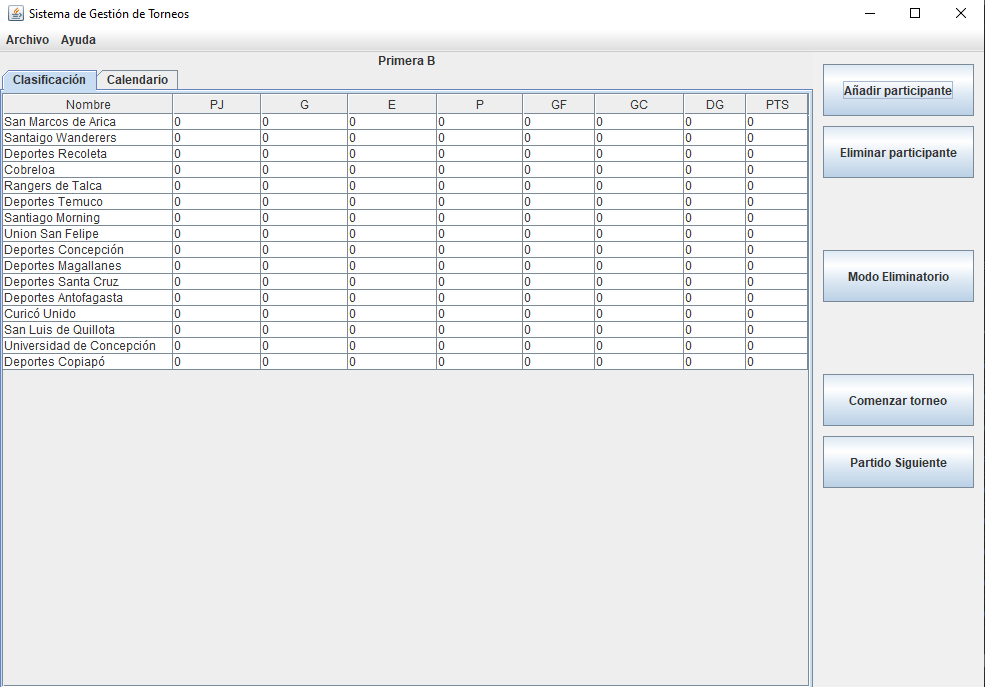 Sistema de Gestión de Torneos
Archivo Ayuda
Primera B
Clasificación Calendario
Nombre PJ G E P GF GC DG PTS
San Marcos de Arica 0 0 0 0 0 0 0 0
Santaigo Wanderers 0 0 0 0 0 0 0 0
Deportes Recoleta 0 0 0 0 0 0 0 0
Cobreloa 0 0 0 0 0 0 0 0
Rangers de Talca 0 0 0 0 0 0 0 0
Deportes Temuco 0 0 0 0 0 0 0 0
Santiago Morning 0 0 0 0 0 0 0 0
Union San Felipe 0 0 0 0 0 0 0 0
Deportes Concepción 0 0 0 0 0 0 0 0
Deportes Magallanes 0 0 0 0 0 0 0 0
Deportes Santa Cruz 0 0 0 0 0 0 0 0
Deportes Antofagasta 0 0 0 0 0 0 0 0
Curicó Unido 0 0 0 0 0 0 0 0
San Luis de Quillota 0 0 0 0 0 0 0 0
Universidad de Concepción 0 0 0 0 0 0 0 0
Deportes Copiapó 0 0 0 0 0 0 0 0
Añadir participante
Eliminar participante
Modo Eliminatorio
Comenzar torneo
Partido Siguiente